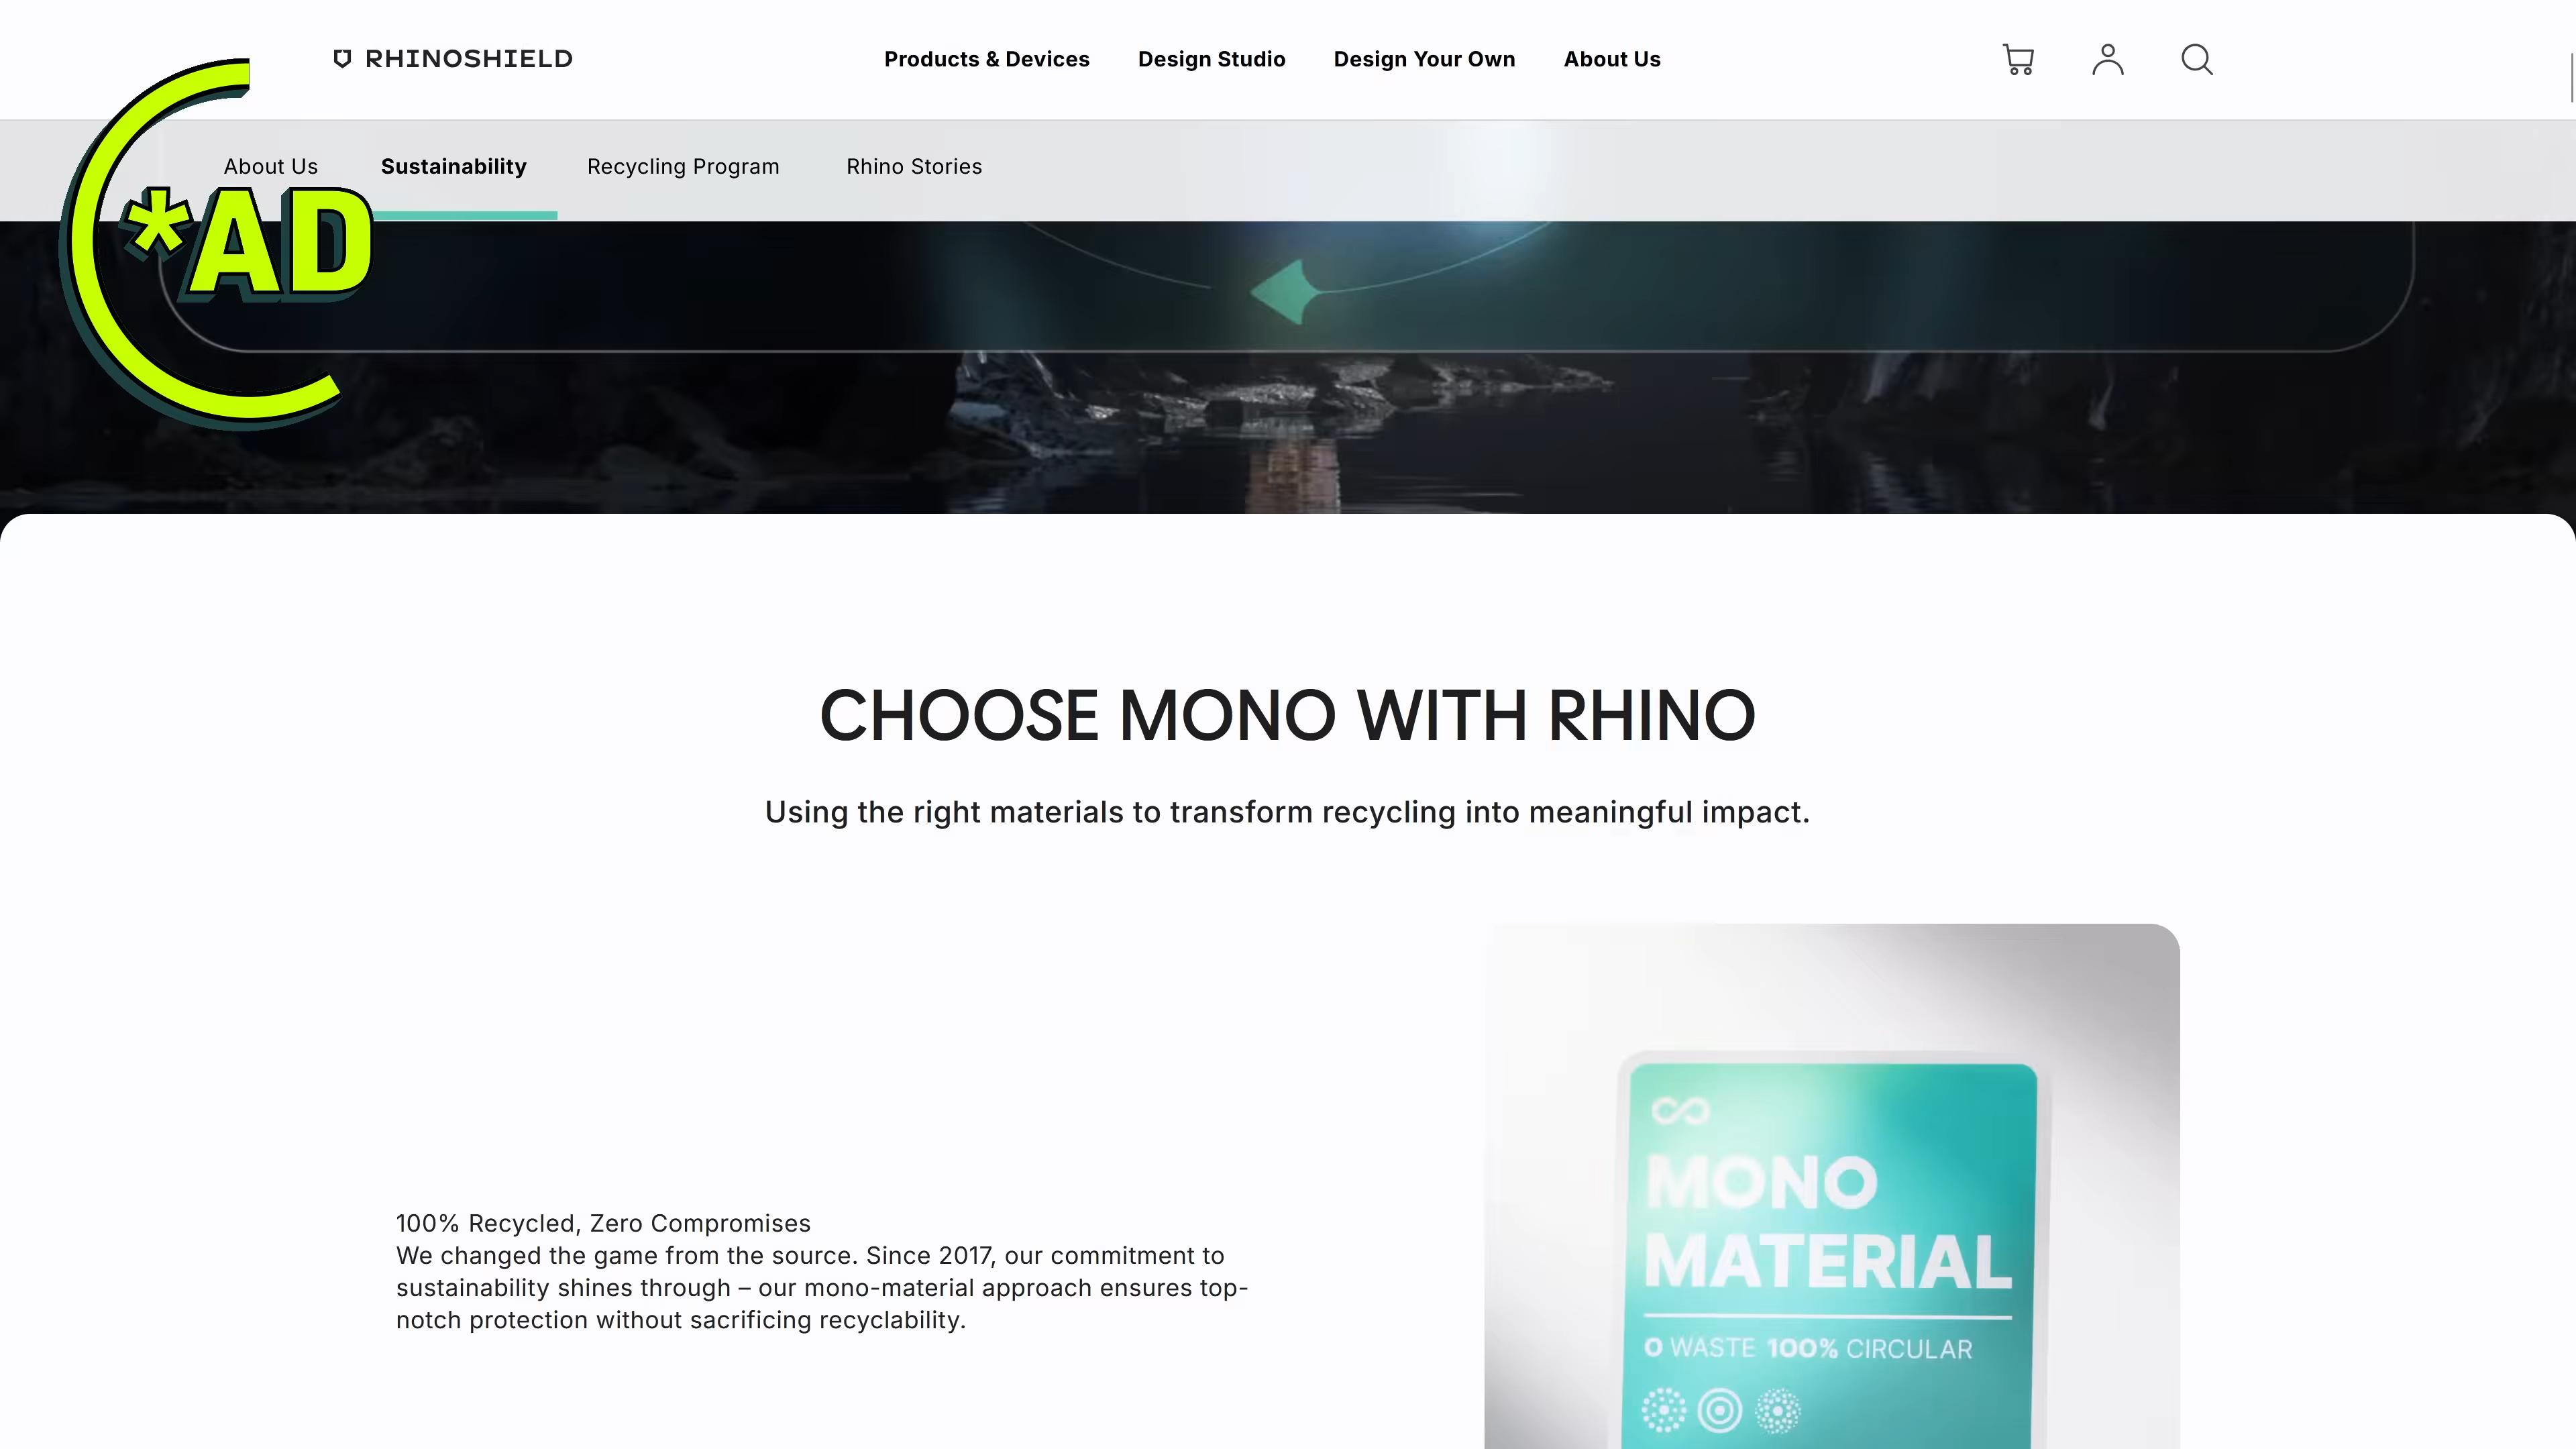 RHINOSHIELD
Products & Devices
Design Studio
Design Your Own
About Us
About Us
Sustainability
Recycling Program
Rhino Stories
*AD
CHOOSE MONO WITH RHINO
Using the right materials to transform recycling into meaningful impact.
100% Recycled, Zero Compromises
We changed the game from the source. Since 2017, our commitment to
sustainability shines through – our mono-material approach ensures top-
notch protection without sacrificing recyclability.
MONO
MATERIAL
0 WASTE 100% CIRCULAR